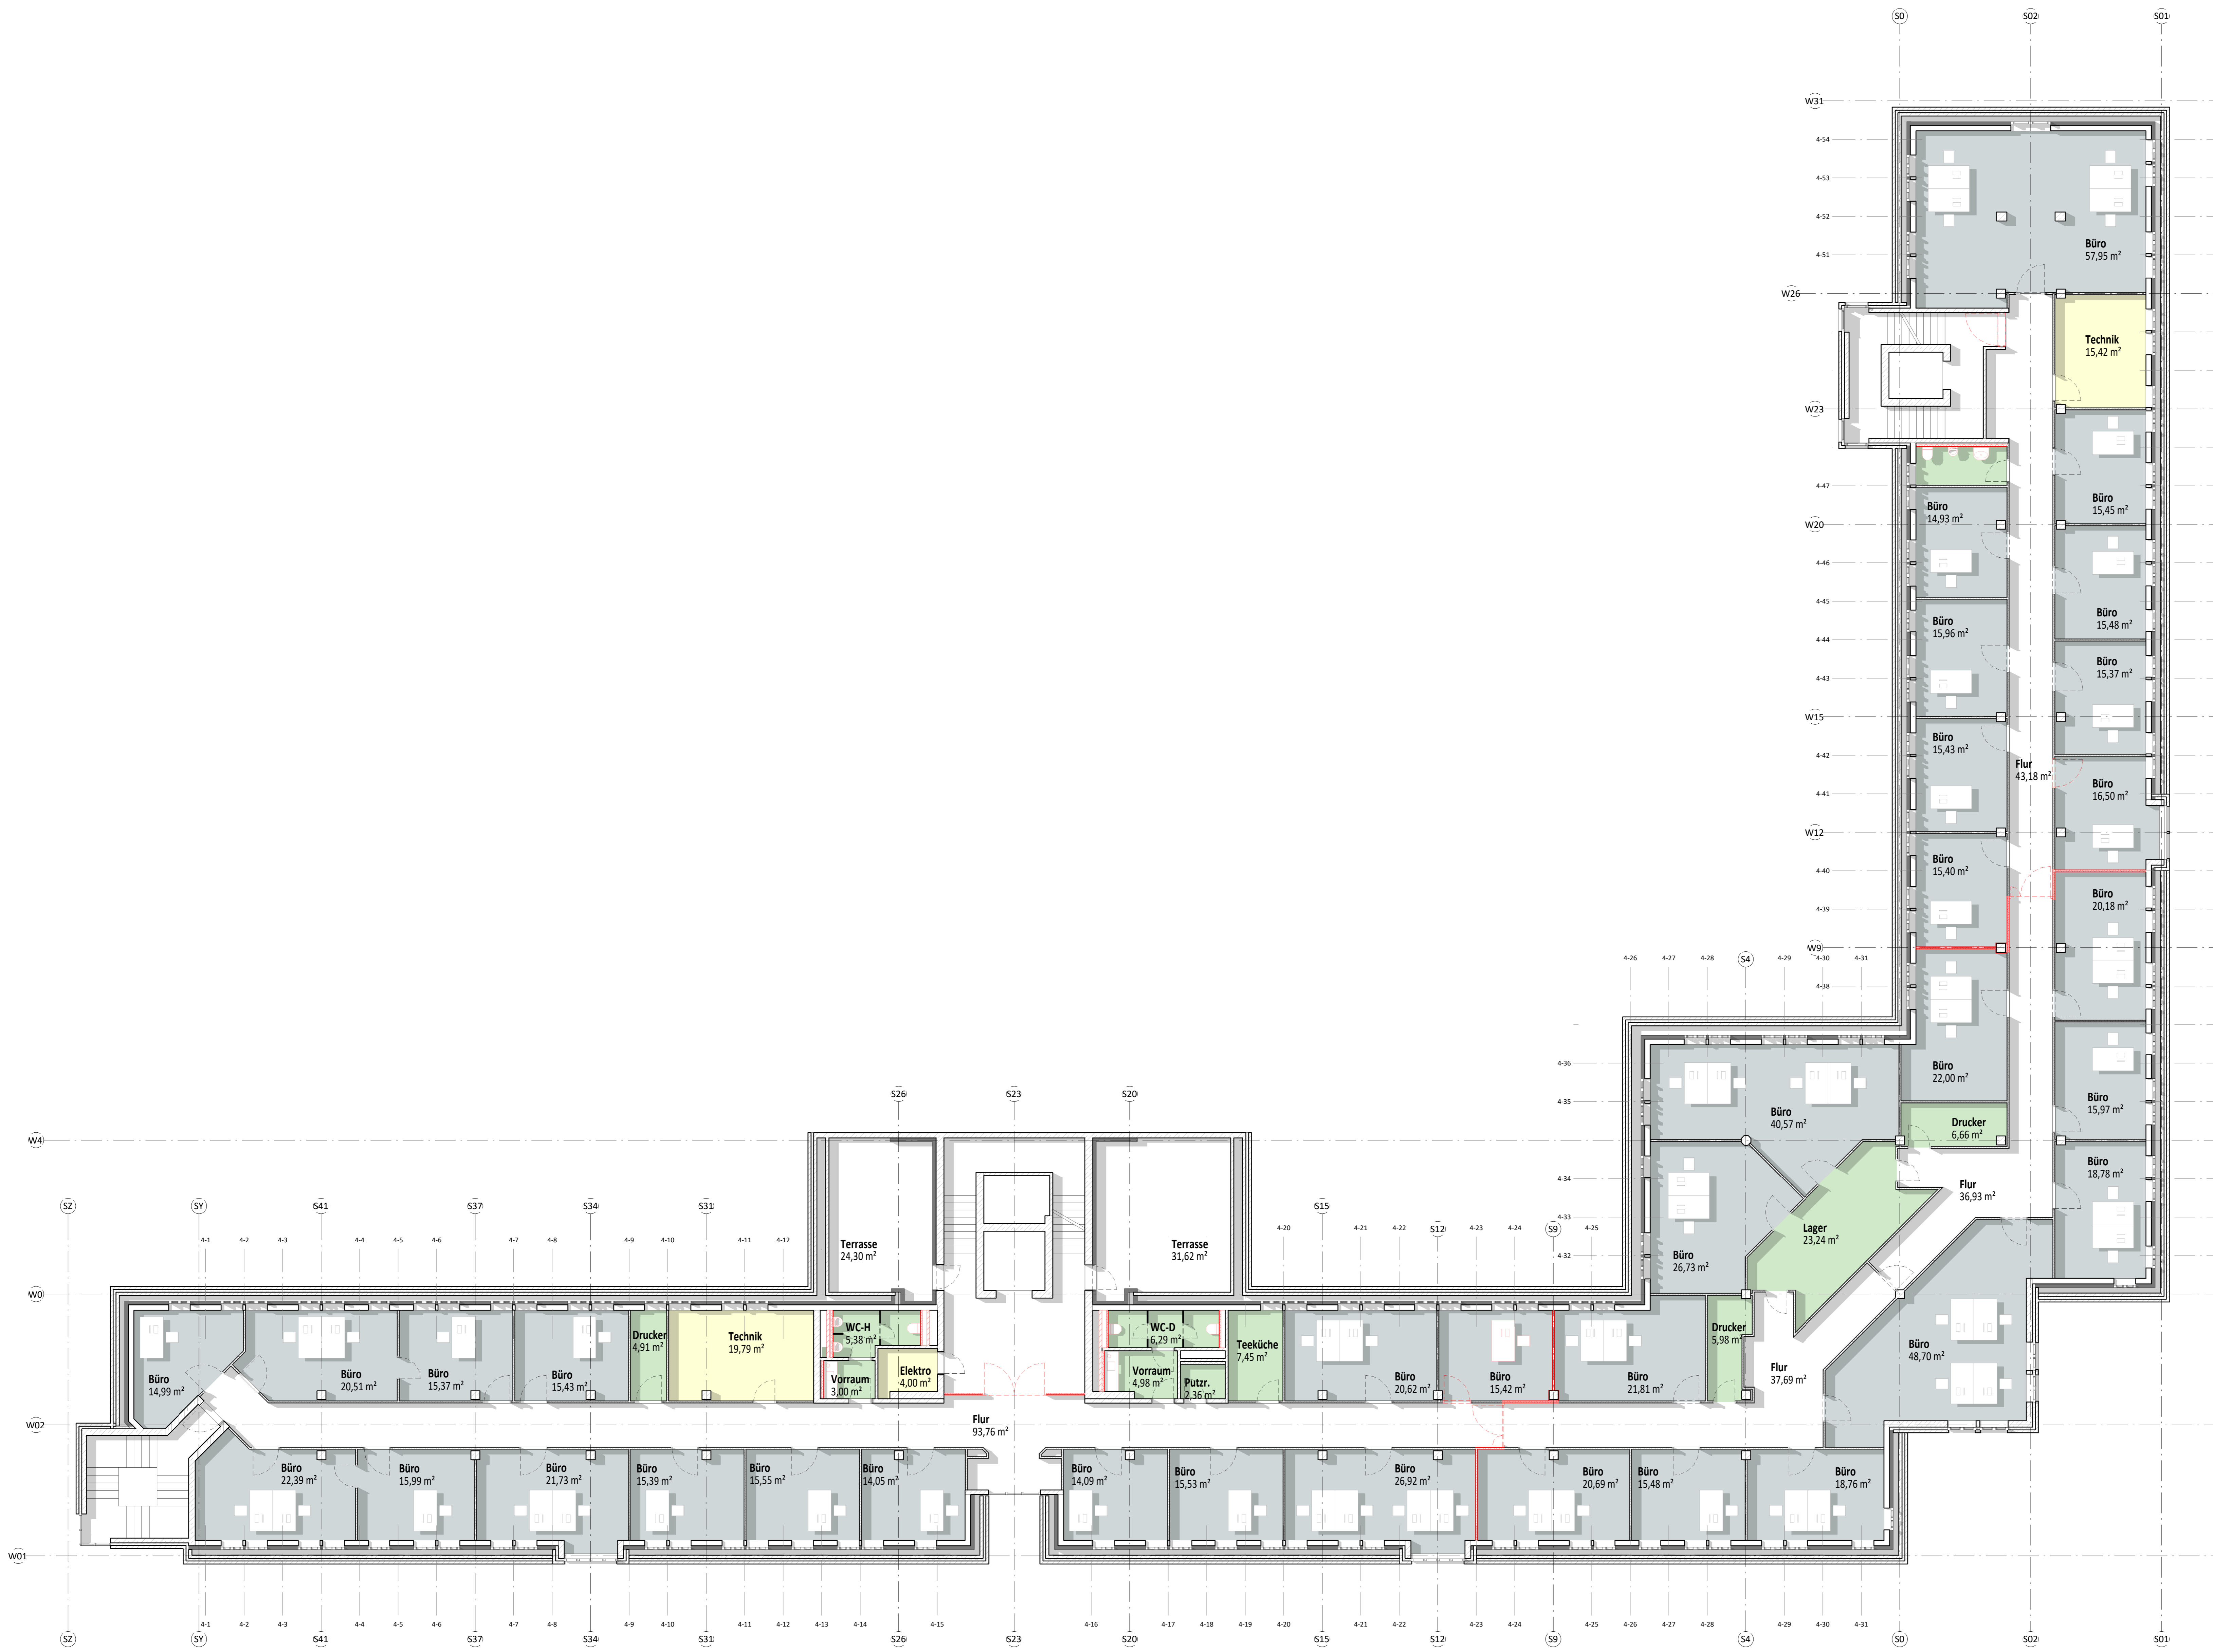 S0 S02 S01
W31
4-54
4-53
4-52
4-51
Büro
57,95 m²
W26
Technik
15,42 m²
W23
4-47
Büro
14,93 m²
Büro
15,45 m²
W20
4-46
4-45
Büro
15,48 m²
Büro
15,96 m²
4-44
4-43
Büro
15,37 m²
W15
Büro
15,43 m²
4-42
4-41
Flur
43,18 m²
Büro
16,50 m²
W12
Büro
15,40 m²
4-40
4-39
Büro
20,18 m²
W9
4-38
4-26 4-27 4-28 S4 4-29 4-30 4-31
4-36
4-35
Büro
22,00 m²
Büro
15,97 m²
Büro
40,57 m²
Drucker
6,66 m²
S26 S23 S20
W4
4-34
4-33
4-32
Büro
18,78 m²
Flur
36,93 m²
Lager
23,24 m²
Büro
26,73 m²
SZ SY S41 S37 S34 S31 S15 S12 S9
4-1 4-2 4-3 4-4 4-5 4-6 4-7 4-8 4-9 4-10 4-11 4-12 4-20 4-21 4-22 4-23 4-24 4-25
Terrasse
24,30 m²
Terrasse
31,62 m²
W0
Büro
14,99 m²
Büro
20,51 m²
Büro
15,37 m²
Büro
15,43 m²
Drucker
4,91 m²
Technik
19,79 m²
WC-H
5,38 m²
Vorraum
3,00 m²
Elektro
4,00 m²
WC-D
6,29 m²
Vorraum
4,98 m²
Putzr.
2,36 m²
Teeküche
7,45 m²
Büro
20,62 m²
Büro
15,42 m²
Büro
21,81 m²
Drucker
5,98 m²
Flur
37,69 m²
Büro
48,70 m²
W02
Flur
93,76 m²
Büro
22,39 m²
Büro
15,99 m²
Büro
21,73 m²
Büro
15,39 m²
Büro
15,55 m²
Büro
14,05 m²
Büro
14,09 m²
Büro
15,53 m²
Büro
26,92 m²
Büro
20,69 m²
Büro
15,48 m²
Büro
18,76 m²
W01
4-1 4-2 4-3 4-4 4-5 4-6 4-7 4-8 4-9 4-10 4-11 4-12 4-13 4-14 4-15 4-16 4-17 4-18 4-19 4-20 4-21 4-22 4-23 4-24 4-25 4-26 4-27 4-28 4-29 4-30 4-31
SZ SY S41 S37 S34 S31 S26 S23 S20 S15 S12 S9 S4 S0 S02 S01